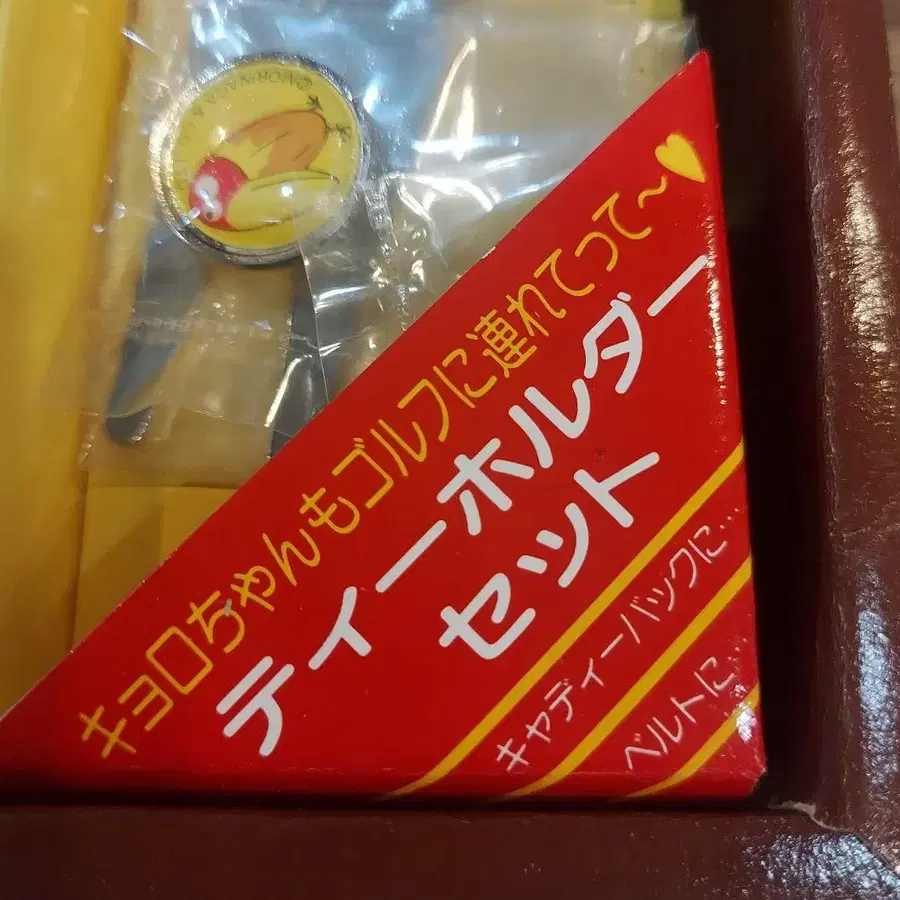 ©MORINAGA & C
キョロちゃんもゴルフに連れてって〜♥
ティーホルダー
セット
キャディーバックに…
ベルトに…